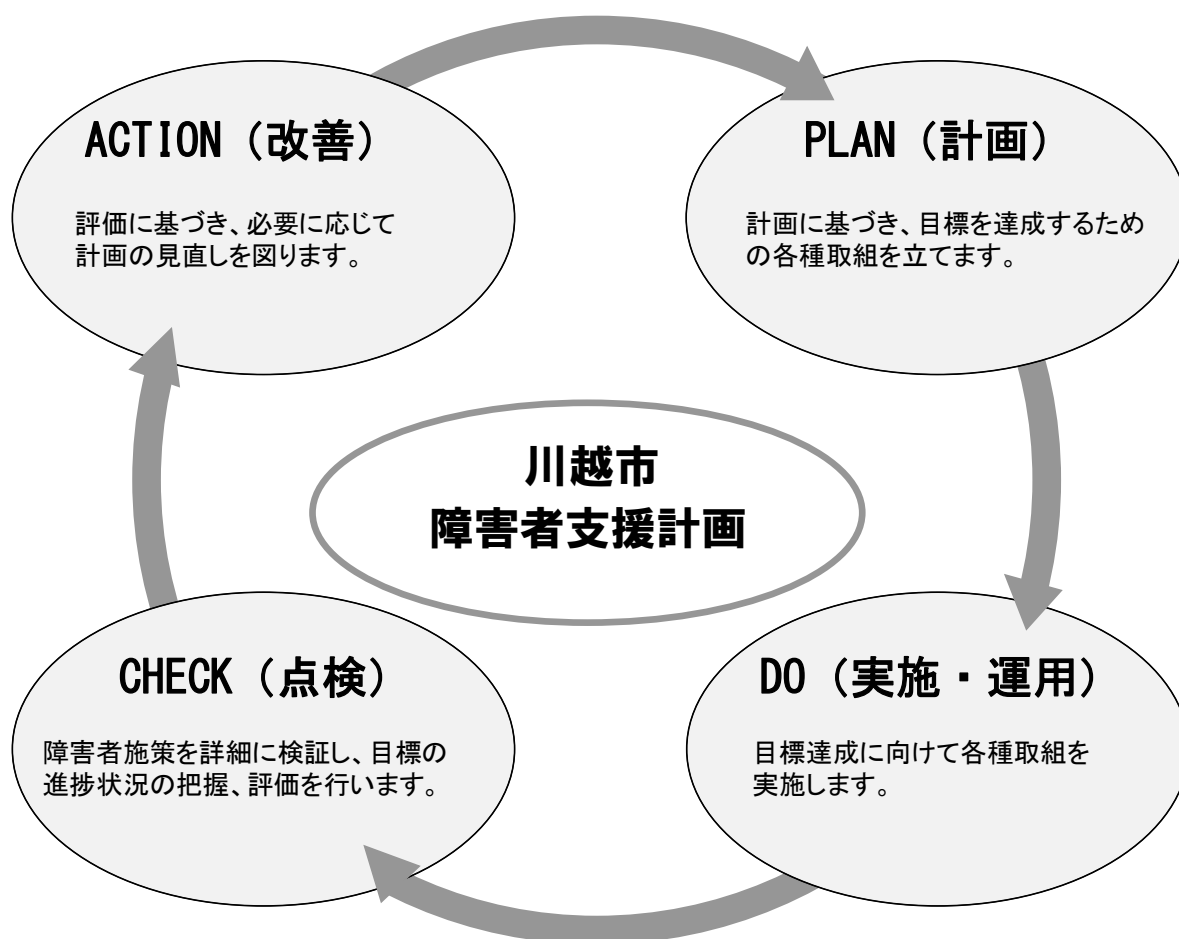 ACTION（改善）
評価に基づき、必要に応じて
計画の見直しを図ります。
PLAN（計画）
計画に基づき、目標を達成するため
の各種取組を立てます。
川越市
障害者支援計画
CHECK（点検）
障害者施策を詳細に検証し、目標の
進捗状況の把握、評価を行います。
DO（実施・運用）
目標達成に向けて各種取組を
実施します。